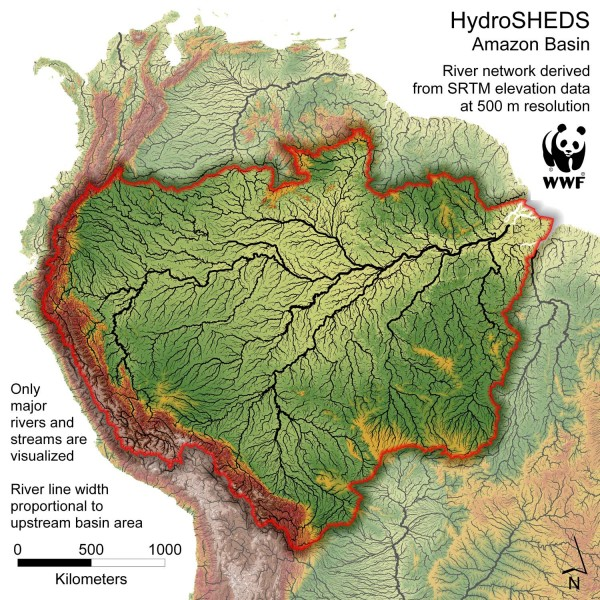 HydroSHEDS
Amazon Basin
River network derived
from SRTM elevation data
at 500 m resolution
WWF
Only
major
rivers and
streams are
visualized
River line width
proportional to
upstream basin area
0 500 1000
Kilometers
N